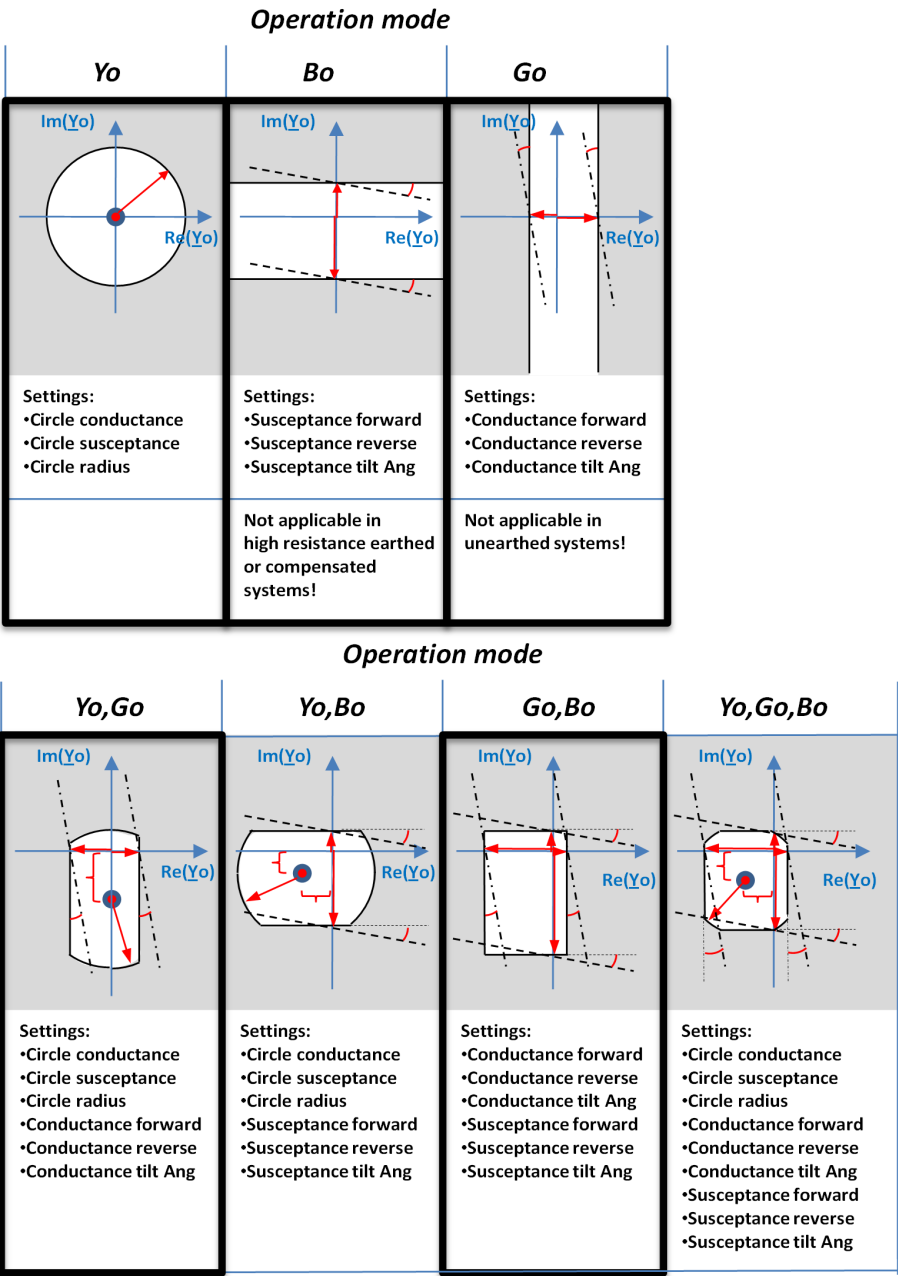 Operation mode
Yo
Bo
Go
Im(Yo)
Re(Yo)
Im(Yo)
Re(Yo)
Im(Yo)
Re(Yo)
Settings:
•Circle conductance
•Circle susceptance
•Circle radius
Settings:
•Susceptance forward
•Susceptance reverse
•Susceptance tilt Ang
Settings:
•Conductance forward
•Conductance reverse
•Conductance tilt Ang
Not applicable in
high resistance earthed
or compensated
systems!
Not applicable in
unearthed systems!
Operation mode
Yo,Go
Yo,Bo
Go,Bo
Yo,Go,Bo
Im(Yo)
Re(Yo)
Im(Yo)
Re(Yo)
Im(Yo)
Re(Yo)
Im(Yo)
Re(Yo)
Settings:
•Circle conductance
•Circle susceptance
•Circle radius
•Conductance forward
•Conductance reverse
•Conductance tilt Ang
Settings:
•Circle conductance
•Circle susceptance
•Circle radius
•Susceptance forward
•Susceptance reverse
•Susceptance tilt Ang
Settings:
•Conductance forward
•Conductance reverse
•Conductance tilt Ang
•Susceptance forward
•Susceptance reverse
•Susceptance tilt Ang
Settings:
•Circle conductance
•Circle susceptance
•Circle radius
•Conductance forward
•Conductance reverse
•Conductance tilt Ang
•Susceptance forward
•Susceptance reverse
•Susceptance tilt Ang